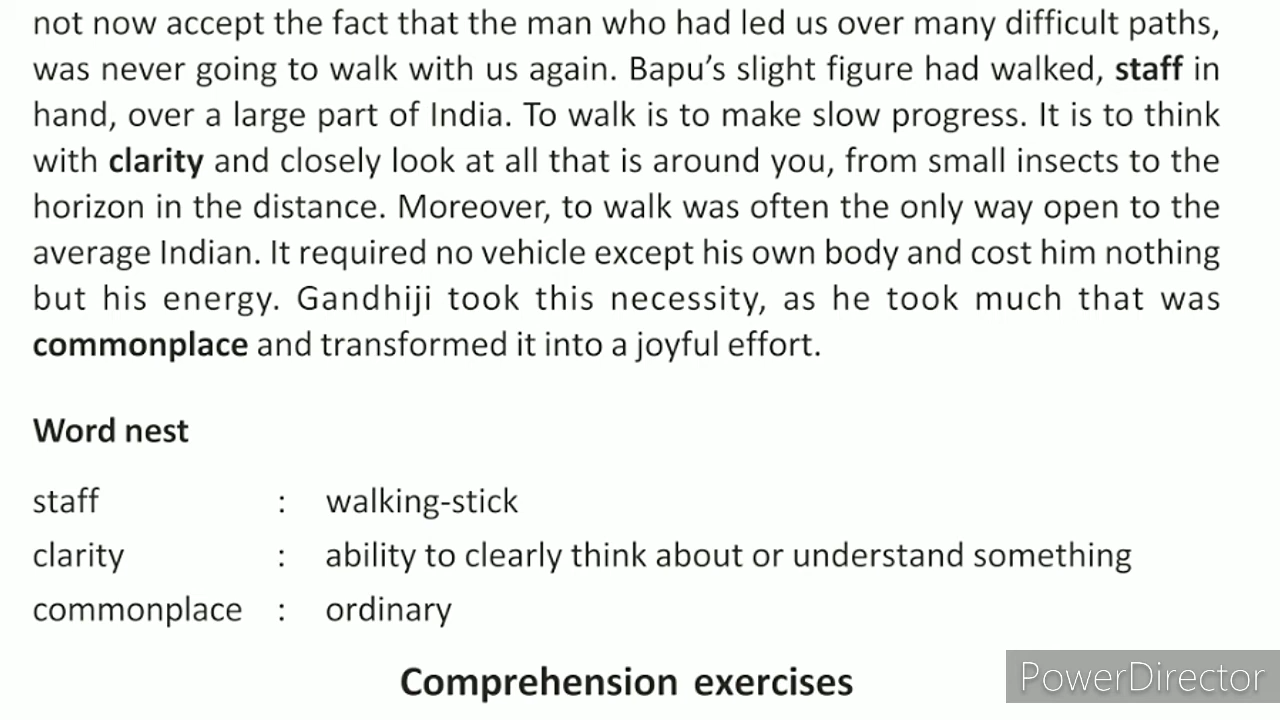 not now accept the fact that the man who had led us over many difficult paths,
was never going to walk with us again. Bapu’s slight figure had walked, staff in
hand, over a large part of India. To walk is to make slow progress. It is to think
with clarity and closely look at all that is around you, from small insects to the
horizon in the distance. Moreover, to walk was often the only way open to the
average Indian. It required no vehicle except his own body and cost him nothing
but his energy. Gandhiji took this necessity, as he took much that was
commonplace and transformed it into a joyful effort.
Word nest
staff : walking-stick
clarity : ability to clearly think about or understand something
commonplace : ordinary
Comprehension exercises
PowerDirector